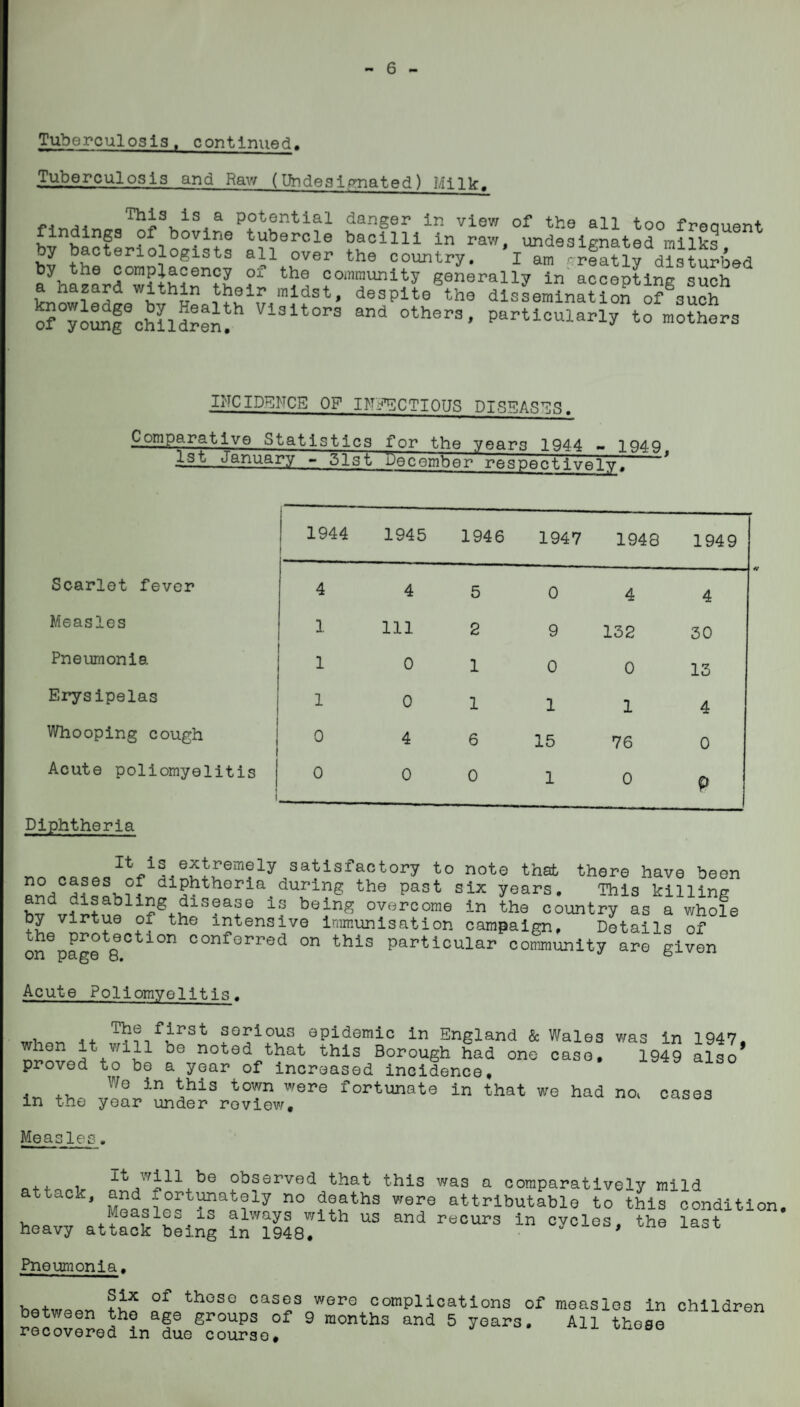 - 6 -
Tuberculosis, continued.
Tuberculosis and Raw (Undesignated) Milk.
This is a potential danger in view of the all too frequent
findings of bovine tubercle bacilli in raw, undesignated milks,
by bacteriologists all over the country. I am greatly disturbed
by the complacency of the community generally in accepting such
a hazard within their midst, despite the dissemination of such
knowledge by Health Visitors and others, particularly to mothers
of young children.
INCIDENCE OF INFECTIOUS DISEASES.
Comparative Statistics for the years 1944 - 1949,
1st January - 31st December respectively.
1944 1945 1946 1947 1948 1949
Scarlet fever 4 4 5 0 4 4
Measles 1 111 2 9 132 30
Pneumonia 1 0 1 0 0 13
Erysipelas 1 0 1 1 1 4
Whooping cough 0 4 6 15 76 0
Acute poliomyelitis 0 0 0 1 0 0
Diphtheria
It is extremely satisfactory to note that there have been
no cases of diphtheria during the past six years. This killing
and disabling disease is being overcome in the country as a whole
by virtue of the intensive immunisation campaign. Details of
the protection conferred on this particular community are given
on page 8.
Acute Poliomyelitis.
The first serious epidemic in England & Wales was in 1947,
when it will be noted that this Borough had one case. 1949 also
proved to be a year of increased incidence.
We in this town were fortunate in that we had no cases
in the year under review.
Measles.
It will be observed that this was a comparatively mild
attack, and fortunately no deaths were attributable to this condition.
Measles is always with us and recurs in cycles, the last
heavy attack being in 1948.
Pneumonia.
Six of those cases were complications of measles in children
between the age groups of 9 months and 5 years. All these
recovered in due course.